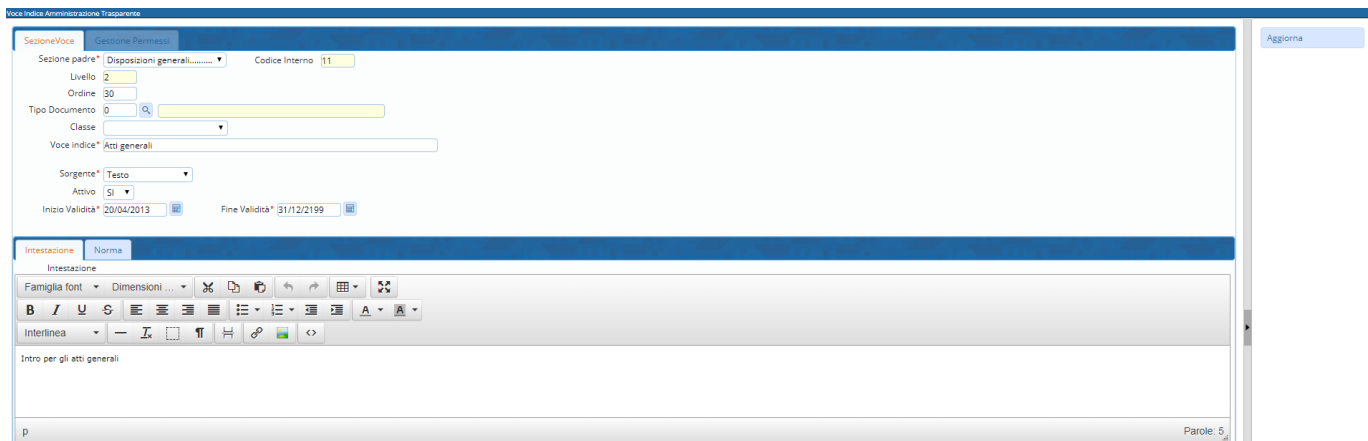 Voce Indice Amministrazione Trasparente
SezioneVoce Gestione Permessi
Aggiorna
Sezione padre* Disposizioni generali.......... Codice Interno 11
Livello 2
Ordine 30
Tipo Documento 0
Classe
Voce indice* Atti generali
Sorgente* Testo
Attivo SI
Inizio Validità* 20/04/2013 Fine Validità* 31/12/2199
Intestazione Norma
Intestazione
Famiglia font Dimensioni ...
B I U S A A
Interlinea Ix ¶ <>
Intro per gli atti generali
p Parole: 5